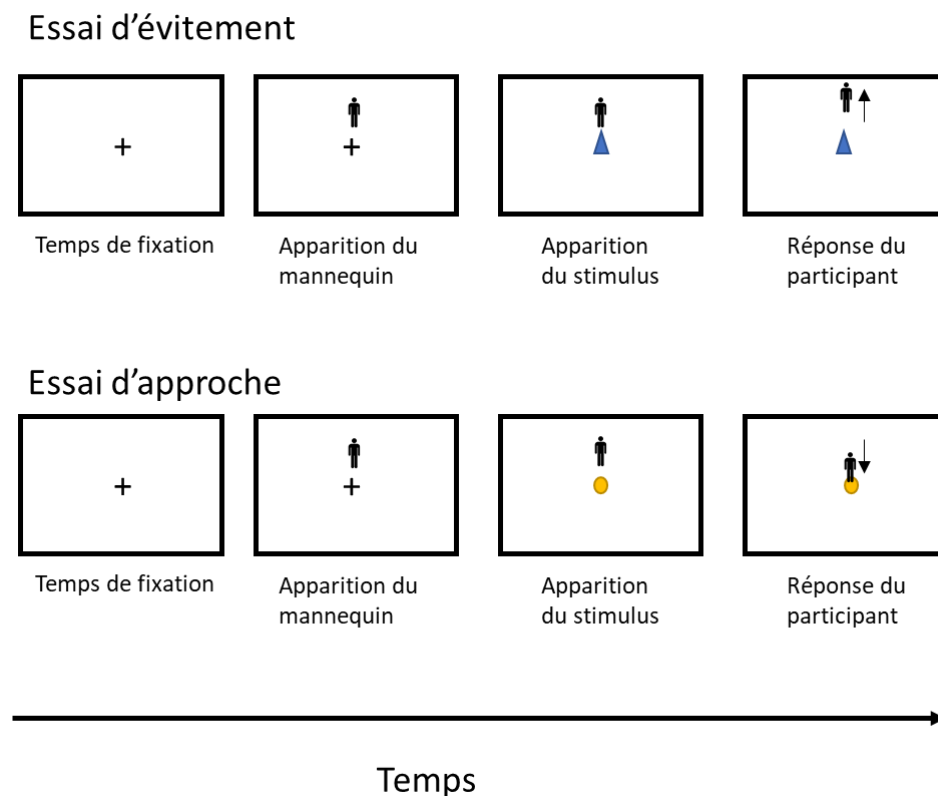 Essai d’évitement
Temps de fixation
Apparition du
mannequin
Apparition
du stimulus
Réponse du
participant
Essai d’approche
Temps de fixation
Apparition du
mannequin
Apparition
du stimulus
Réponse du
participant
Temps